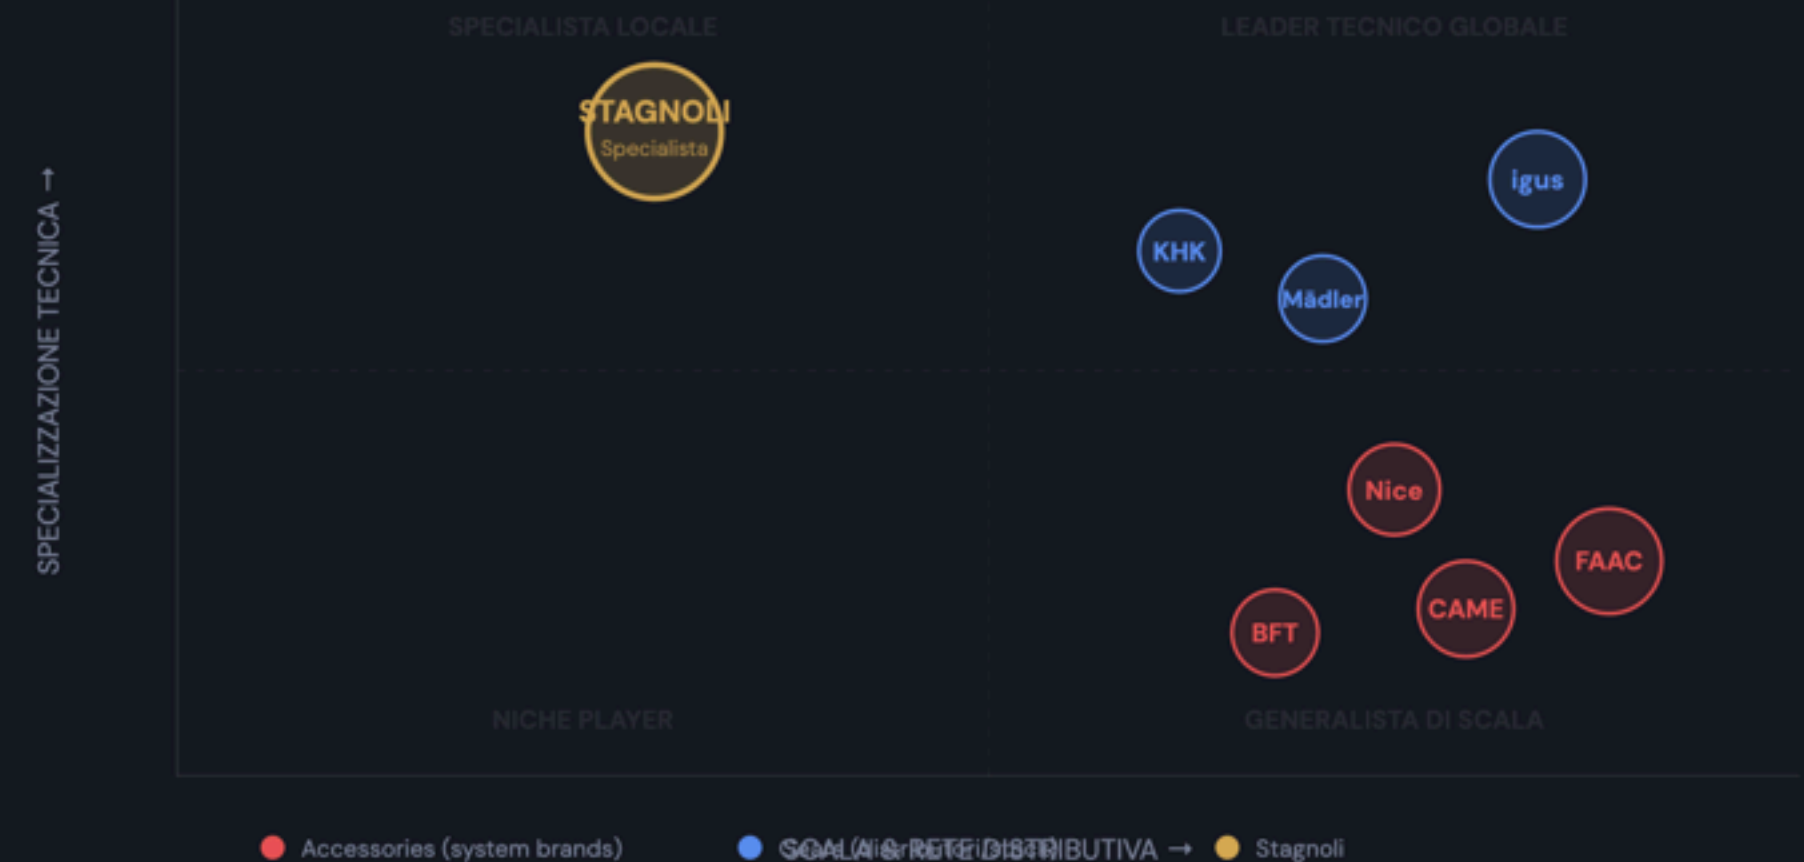 SPECIALISTA LOCALE
LEADER TECNICO GLOBALE
STAGNOLI
Specialista
igus
KHK
Mädler
SPECIALIZZAZIONE TECNICA →
Nice
FAAC
CAME
BFT
NICHE PLAYER
GENERALISTA DI SCALA
Accessories (system brands)
SCALA & RETE DISTRIBUTIVA →
Stagnoli